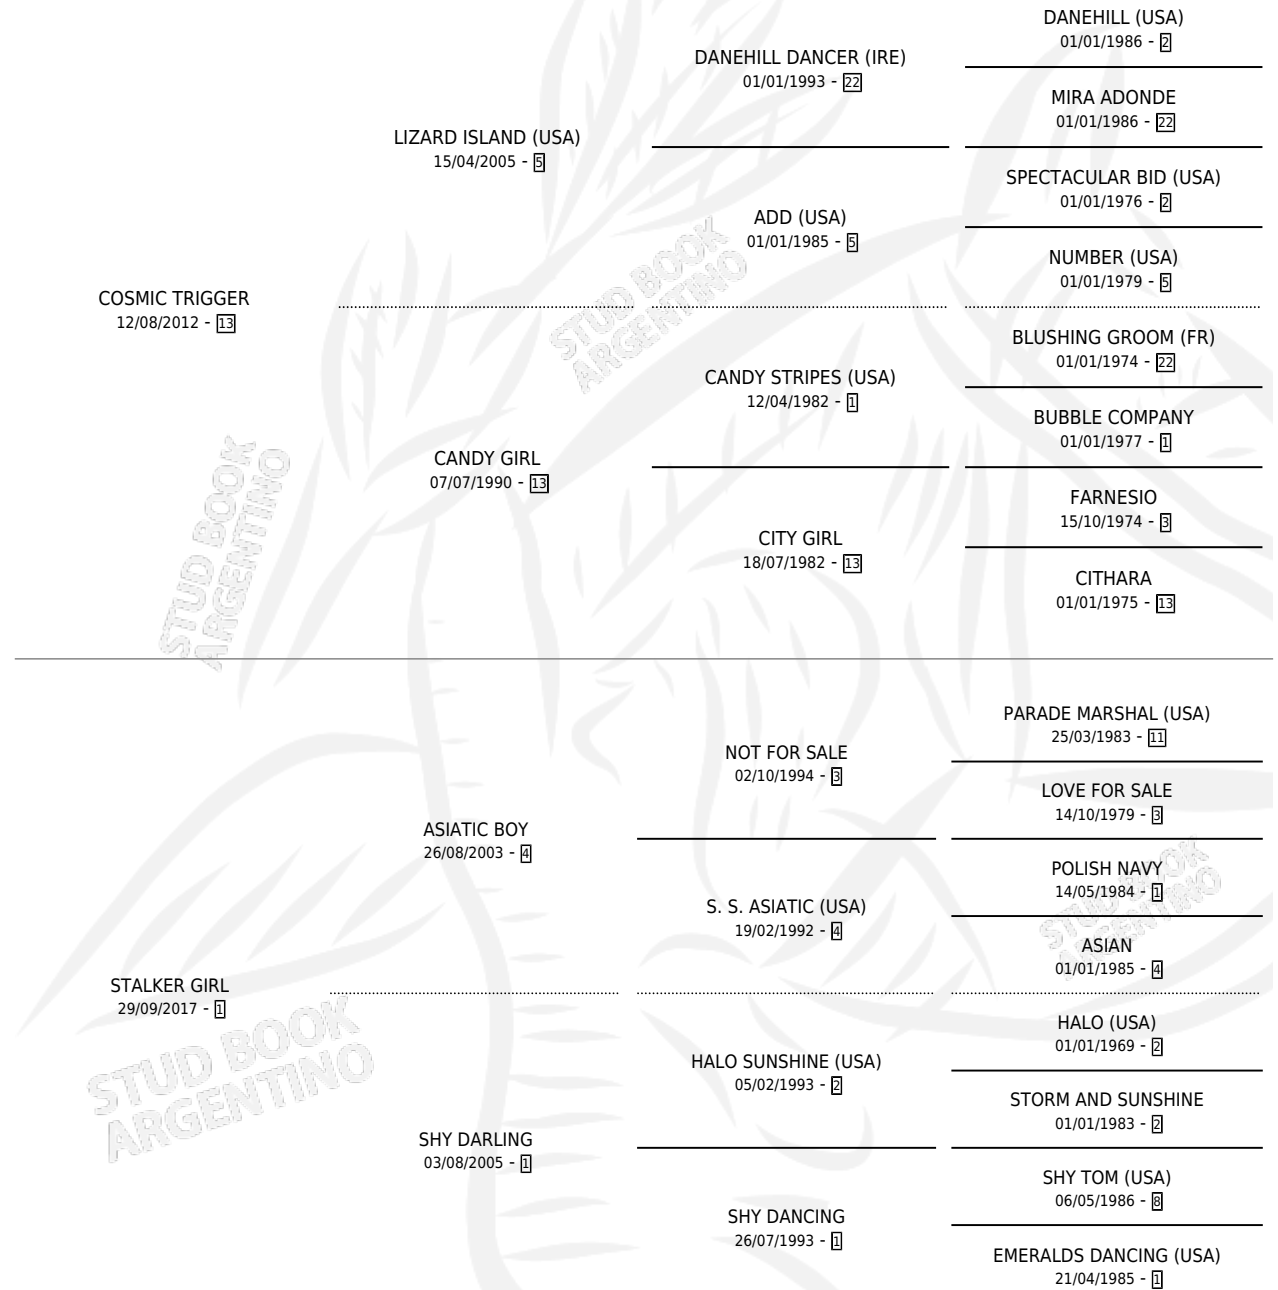 DANEHILL (USA)
01/01/1986 - 2
DANEHILL DANCER (IRE)
01/01/1993 - 22
MIRA ADONDE
01/01/1986 - 22
LIZARD ISLAND (USA)
15/04/2005 - 5
SPECTACULAR BID (USA)
01/01/1976 - 2
ADD (USA)
01/01/1985 - 5
NUMBER (USA)
01/01/1979 - 5
COSMIC TRIGGER
12/08/2012 - 13
BLUSHING GROOM (FR)
01/01/1974 - 22
CANDY STRIPES (USA)
12/04/1982 - 1
BUBBLE COMPANY
01/01/1977 - 1
CANDY GIRL
07/07/1990 - 13
FARNESIO
15/10/1974 - 3
CITY GIRL
18/07/1982 - 13
CITHARA
01/01/1975 - 13
STUD BOOK
ARGENTINO
STUD BOOK
ARGENTINO
PARADE MARSHAL (USA)
25/03/1983 - 11
NOT FOR SALE
02/10/1994 - 3
LOVE FOR SALE
14/10/1979 - 3
ASIATIC BOY
26/08/2003 - 4
POLISH NAVY
14/05/1984 - 1
S. S. ASIATIC (USA)
19/02/1992 - 4
ASIAN
01/01/1985 - 4
STALKER GIRL
29/09/2017 - 1
HALO (USA)
01/01/1969 - 2
HALO SUNSHINE (USA)
05/02/1993 - 2
STORM AND SUNSHINE
01/01/1983 - 2
SHY DARLING
03/08/2005 - 1
SHY TOM (USA)
06/05/1986 - 8
SHY DANCING
26/07/1993 - 1
EMERALDS DANCING (USA)
21/04/1985 - 1
STUD BOOK
ARGENTINO
STUD BOOK
ARGENTINO